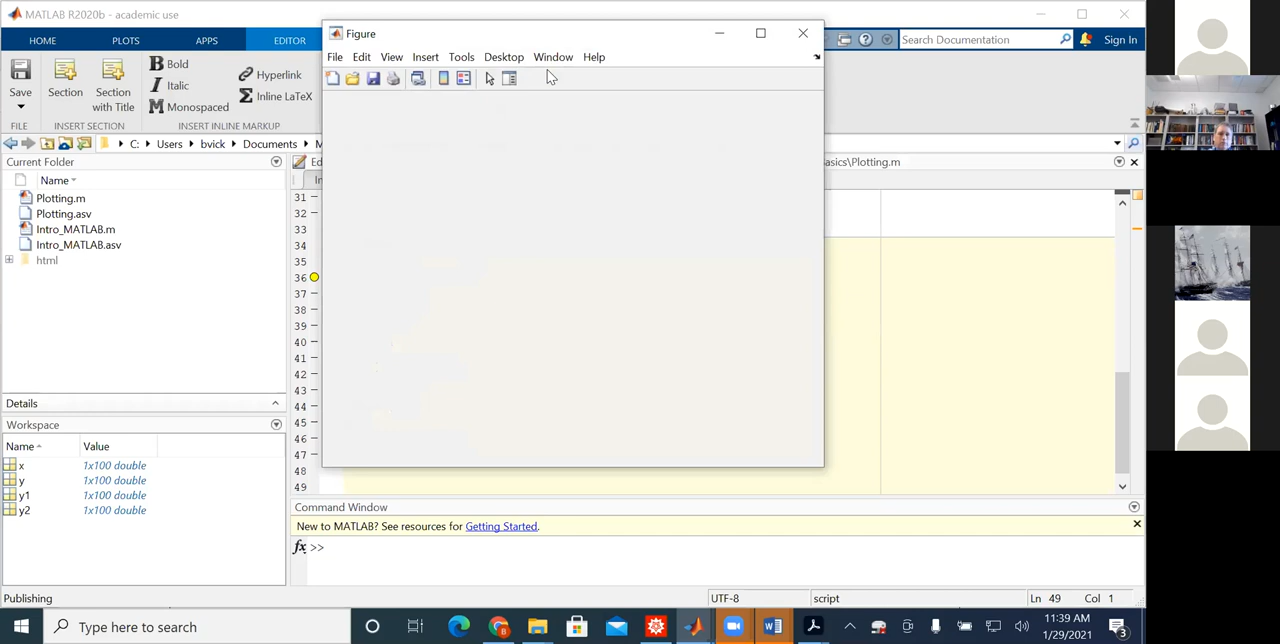 MATLAB R2020b - academic use
HOME PLOTS APPS EDITOR
Search Documentation
Sign In
Figure
File Edit View Insert Tools Desktop Window Help
Save
Section
Section with Title
B Bold
I Italic
M Monospaced
Hyperlink
Σ Inline LaTeX
FILE INSERT SECTION INSERT INLINE MARKUP
C: Users bvick Documents M
Current Folder
Ed
asics\Plotting.m
Name
In
Plotting.m
Plotting.asv
Intro_MATLAB.m
Intro_MATLAB.asv
html
31
32
33
34
35
36
37
38
39
40
41
42
43
44
45
46
47
48
49
Details
Workspace
Name Value
x 1x100 double
y 1x100 double
y1 1x100 double
y2 1x100 double
Command Window
New to MATLAB? See resources for Getting Started.
fx >>
Publishing
UTF-8 script Ln 49 Col 1
Type here to search
11:39 AM
1/29/2021
3